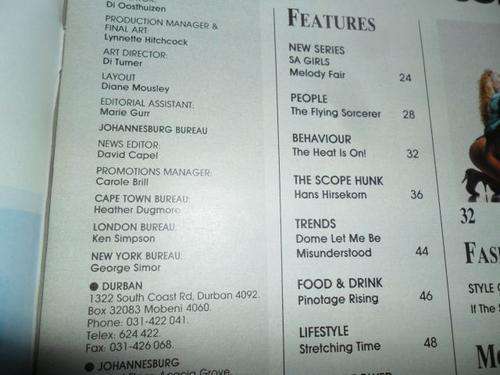 Di Oosthuizen
PRODUCTION MANAGER &
FINAL ART
Lynnette Hitchcock
ART DIRECTOR:
Di Turner
LAYOUT
Diane Mousley
EDITORIAL ASSISTANT:
Marie Gurr
JOHANNESBURG BUREAU
NEWS EDITOR:
David Capel
PROMOTIONS MANAGER:
Carole Brill
CAPE TOWN BUREAU:
Heather Dugmore
LONDON BUREAU:
Ken Simpson
NEW YORK BUREAU:
George Simor
● DURBAN
1322 South Coast Rd, Durban 4092.
Box 32083 Mobeni 4060.
Phone: 031-422 041.
Telex: 624 422.
Fax: 031-426 068.
● JOHANNESBURG
Acacia Grove
FEATURES
NEW SERIES
SA GIRLS
Melody Fair 24
PEOPLE
The Flying Sorcerer 28
BEHAVIOUR
The Heat Is On! 32
THE SCOPE HUNK
Hans Hirsekorn 36
TRENDS
Dome Let Me Be
Misunderstood 44
FOOD & DRINK
Pinotage Rising 46
LIFESTYLE
Stretching Time 48
32
STYLE
If The